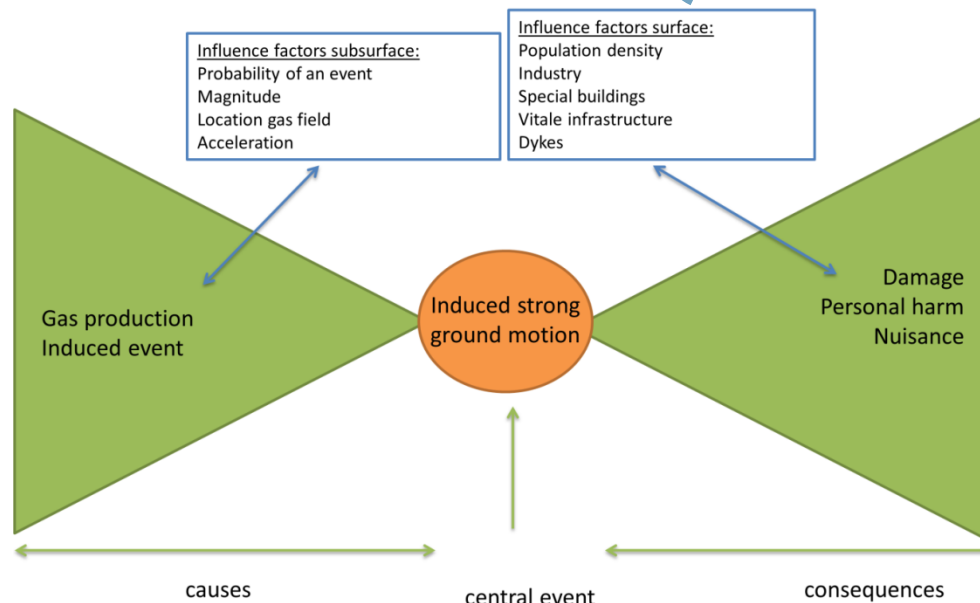 Influence factors subsurface:
Probability of an event
Magnitude
Location gas field
Acceleration
Influence factors surface:
Population density
Industry
Special buildings
Vitale infrastructure
Dykes
Gas production
Induced event
Induced strong
ground motion
Damage
Personal harm
Nuisance
causes
central event
consequences